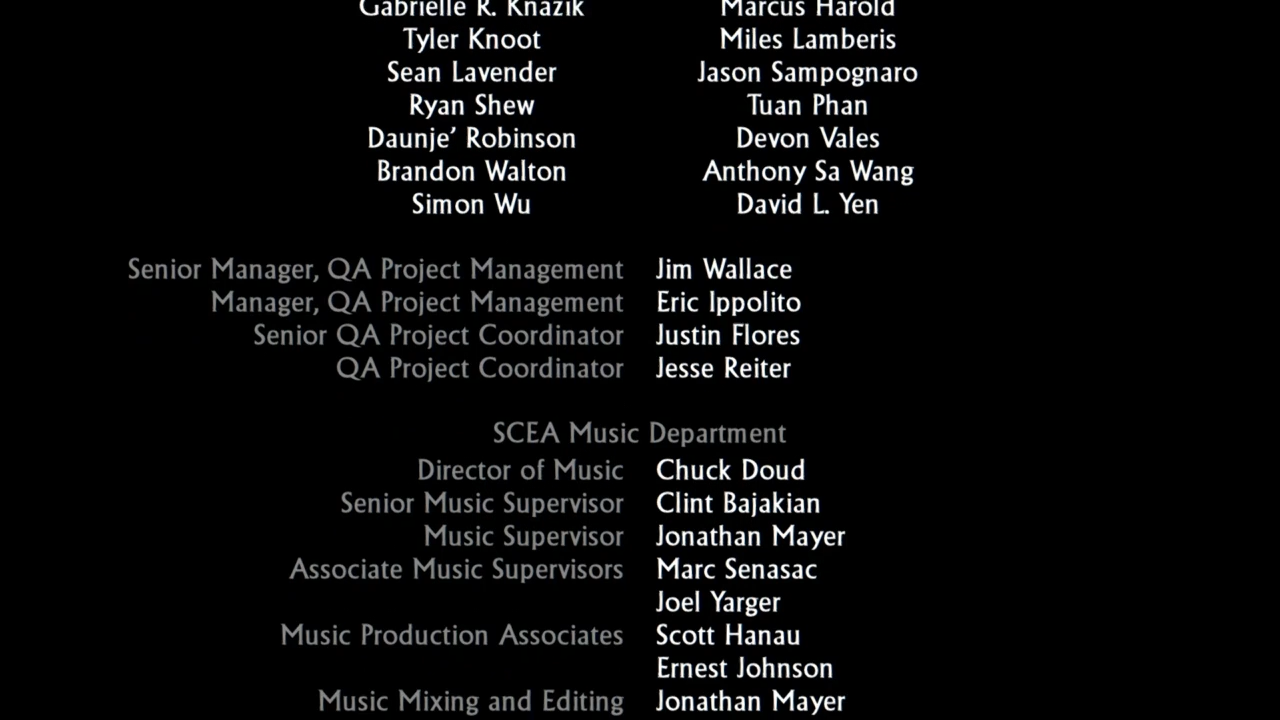 Gabrielle R. Knazik Marcus Harold
Tyler Knoot Miles Lamberis
Sean Lavender Jason Sampognaro
Ryan Shew Tuan Phan
Daunje’ Robinson Devon Vales
Brandon Walton Anthony Sa Wang
Simon Wu David L. Yen
Senior Manager, QA Project Management Jim Wallace
Manager, QA Project Management Eric Ippolito
Senior QA Project Coordinator Justin Flores
QA Project Coordinator Jesse Reiter
SCEA Music Department
Director of Music Chuck Doud
Senior Music Supervisor Clint Bajakian
Music Supervisor Jonathan Mayer
Associate Music Supervisors Marc Senasac
Joel Yarger
Music Production Associates Scott Hanau
Ernest Johnson
Music Mixing and Editing Jonathan Mayer